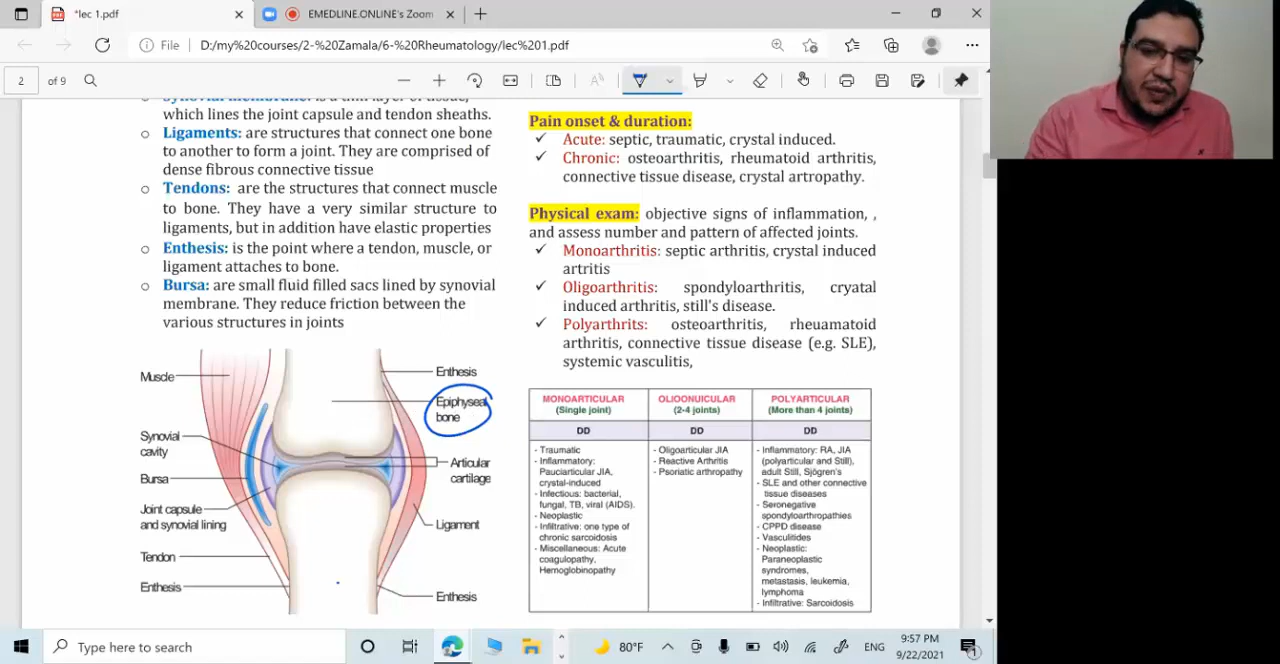 *lec 1.pdf
EMEDLINE.ONLINE's Zoom
File
D:/my%20courses/2-%20Zamala/6-%20Rheumatology/lec%201.pdf
2
of 9
Synovial membrane: is a thin layer of tissue,
which lines the joint capsule and tendon sheaths.
Ligaments: are structures that connect one bone
to another to form a joint. They are comprised of
dense fibrous connective tissue
Tendons: are the structures that connect muscle
to bone. They have a very similar structure to
ligaments, but in addition have elastic properties
Enthesis: is the point where a tendon, muscle, or
ligament attaches to bone.
Bursa: are small fluid filled sacs lined by synovial
membrane. They reduce friction between the
various structures in joints
Muscle
Synovial
cavity
Bursa
Joint capsule
and synovial lining
Tendon
Enthesis
Enthesis
Epiphyseal
bone
Articular
cartilage
Ligament
Enthesis
Pain onset & duration:
✓ Acute: septic, traumatic, crystal induced.
✓ Chronic: osteoarthritis, rheumatoid arthritis,
connective tissue disease, crystal artropathy.
Physical exam: objective signs of inflammation, ,
and assess number and pattern of affected joints.
✓ Monoarthritis: septic arthritis, crystal induced
artritis
✓ Oligoarthritis: spondyloarthritis, cryatal
induced arthritis, still's disease.
✓ Polyarthrits: osteoarthritis, rheuamatoid
arthritis, connective tissue disease (e.g. SLE),
systemic vasculitis,
MONOARTICULAR
(Single joint)
DD
- Traumatic
- Inflammatory:
Pauciarticular JIA,
crystal-induced
- Infectious: bacterial,
fungal, TB, viral (AIDS).
- Neoplastic
- Infiltrative: one type of
chronic sarcoidosis
- Miscellaneous: Acute
coagulopathy,
Hemoglobinopathy
OLIOONUICULAR
(2-4 joints)
DD
- Oligoarticular JIA
- Reactive Arthritis
- Psoriatic arthropathy
POLYARTICULAR
(More than 4 joints)
DD
- Inflammatory: RA, JIA
(polyarticular and Still),
adult Still, Sjögren's
- SLE and other connective
tissue diseases
- Seronegative
spondyloarthropathies
- CPPD disease
- Vasculitides
- Neoplastic:
Paraneoplastic
syndromes,
metastasis, leukemia,
lymphoma
- Infiltrative: Sarcoidosis
Type here to search
80°F
ENG
9:57 PM
9/22/2021
1